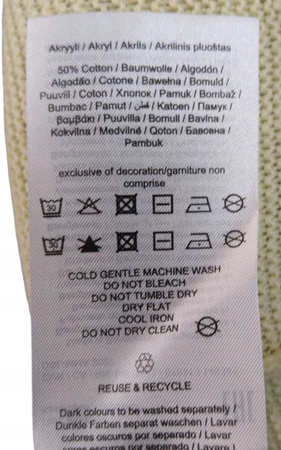 Akryyli / Akryl / Akrils / Akrilinis pluoštas
50% Cotton / Baumwolle / Algodón /
Algodão / Cotone / Bawełna / Bomuld /
Puuvill / Coton / Хлопок / Pamuk / Bombaž /
Bumbac / Pamut / قطن / Katoen / Памук /
Βαμβάκι / Puuvilla / Bomull / Bavlna /
Kokvilna / Medvilnė / Qoton / Бавовна /
Pambuk
exclusive of decoration/garniture non
comprise
30
30
COLD GENTLE MACHINE WASH
DO NOT BLEACH
DO NOT TUMBLE DRY
DRY FLAT
COOL IRON
DO NOT DRY CLEAN
REUSE & RECYCLE
Dark colours to be washed separately /
Dunkle Farben separat waschen / Lavar
colores oscuros por separado / Lavar